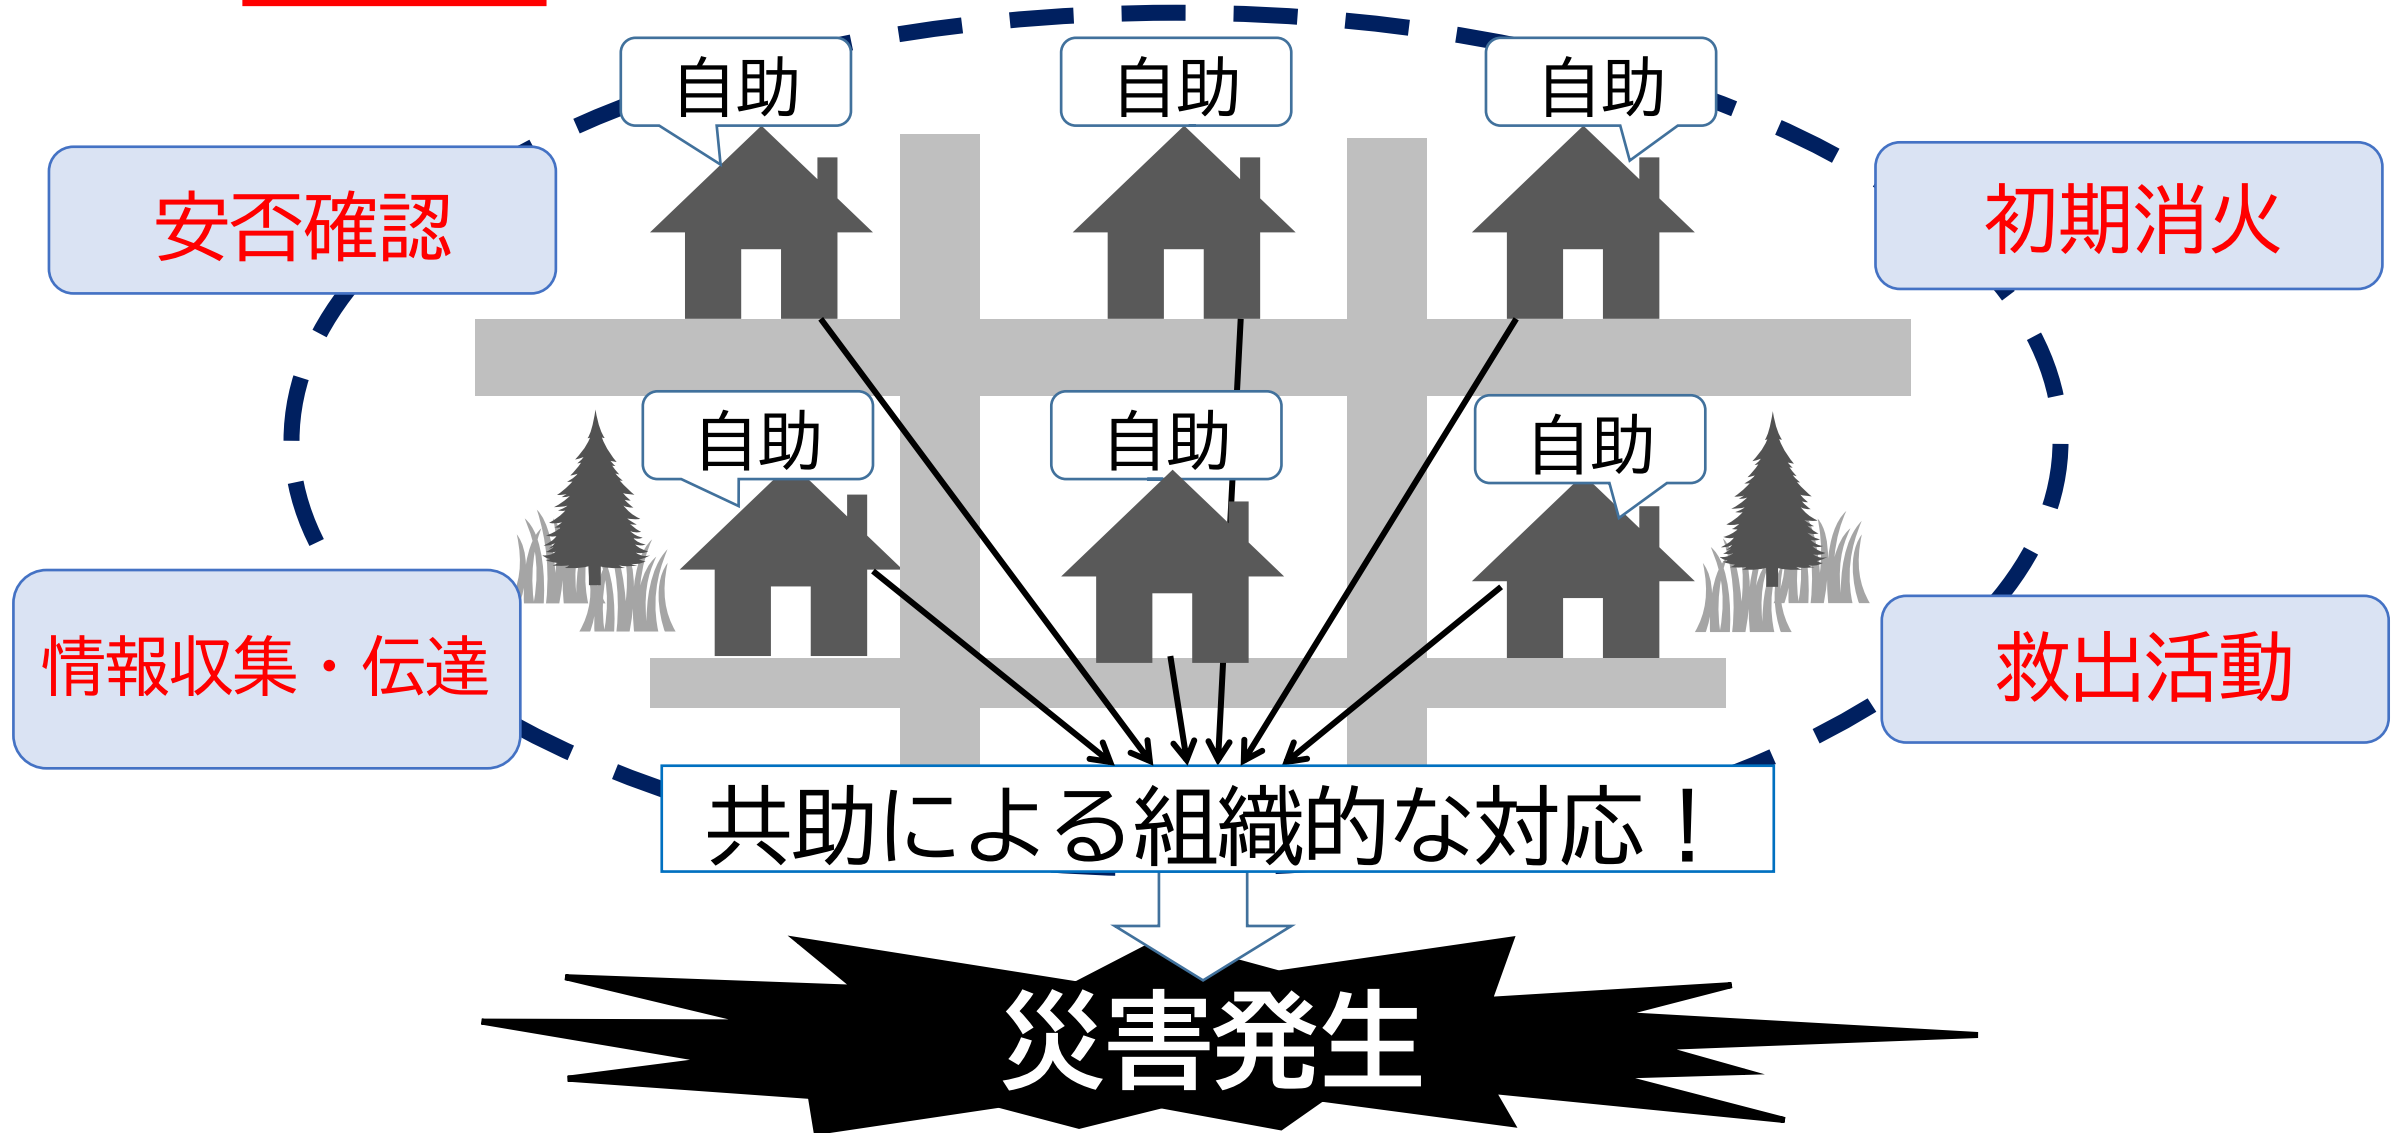 自助
自助
自助
安否確認
初期消火
自助
自助
自助
情報収集・伝達
救出活動
共助による組織的な対応！
災害発生